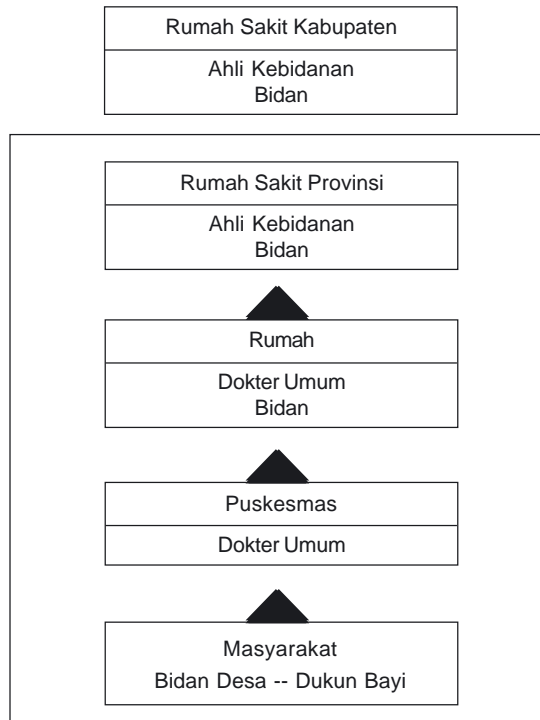 Rumah Sakit Kabupaten
Ahli Kebidanan
Bidan
Rumah Sakit Provinsi
Ahli Kebidanan
Bidan
Rumah
Dokter Umum
Bidan
Puskesmas
Dokter Umum
Masyarakat
Bidan Desa -- Dukun Bayi